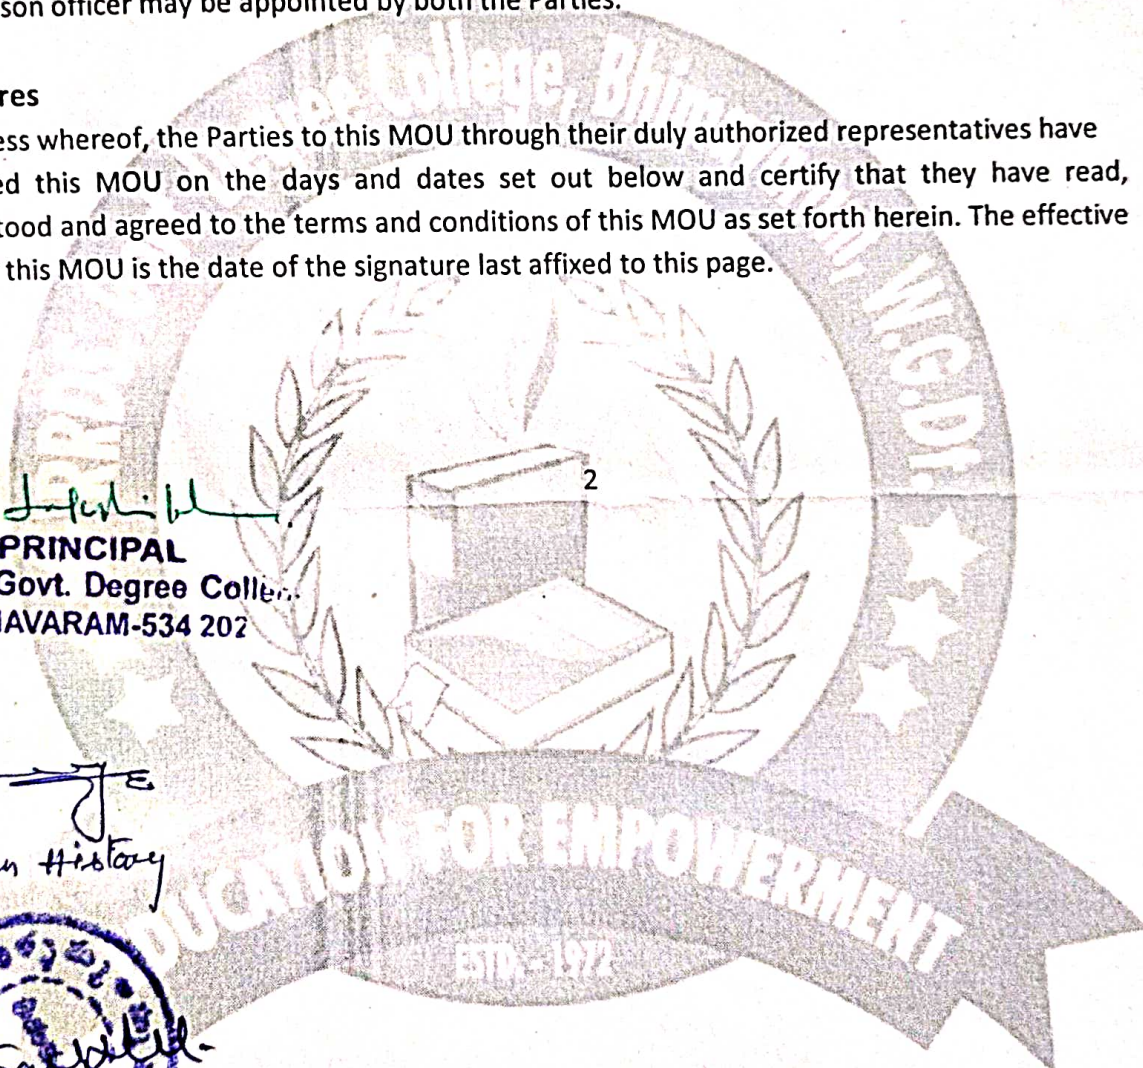 son officer may be appointed by both the Parties.
res
ess whereof, the Parties to this MOU through their duly authorized representatives have
ed this MOU on the days and dates set out below and certify that they have read,
tood and agreed to the terms and conditions of this MOU as set forth herein. The effective
this MOU is the date of the signature last affixed to this page.
College, Bhim
W.G.Dt.
2
PRINCIPAL
Govt. Degree Colle
AVARAM-534 202
History
DUCATION FOR EMPOWERMENT
ESTD. - 1972